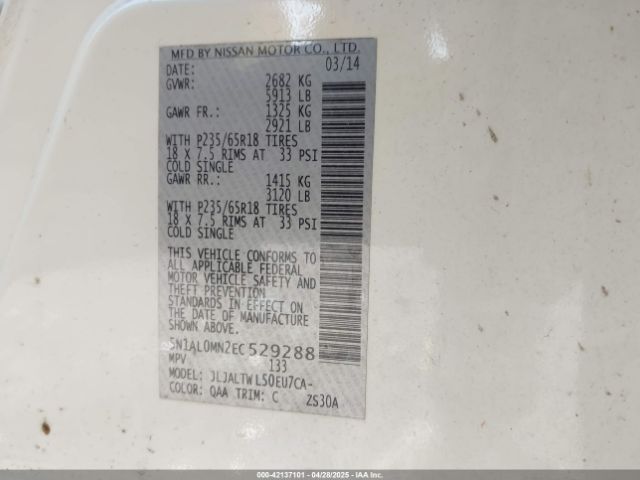 MFD BY NISSAN MOTOR CO., LTD.
DATE: 03/14
GVWR: 2682 KG
5913 LB
GAWR FR.: 1325 KG
2921 LB
WITH P235/65R18 TIRES
18 X 7.5 RIMS AT 33 PSI
COLD SINGLE
GAWR RR.: 1415 KG
3120 LB
WITH P235/65R18 TIRES
18 X 7.5 RIMS AT 33 PSI
COLD SINGLE
THIS VEHICLE CONFORMS TO
ALL APPLICABLE FEDERAL
MOTOR VEHICLE SAFETY AND
THEFT PREVENTION
STANDARDS IN EFFECT ON
THE DATE OF MANUFACTURE
SHOWN ABOVE.
5N1AL0MN2EC529288
MPV 133
MODEL: JLJALTWL50EU7CA-
COLOR: QAA TRIM: C ZS30A
000-42137101 - 04/28/2025 - IAAI.COM